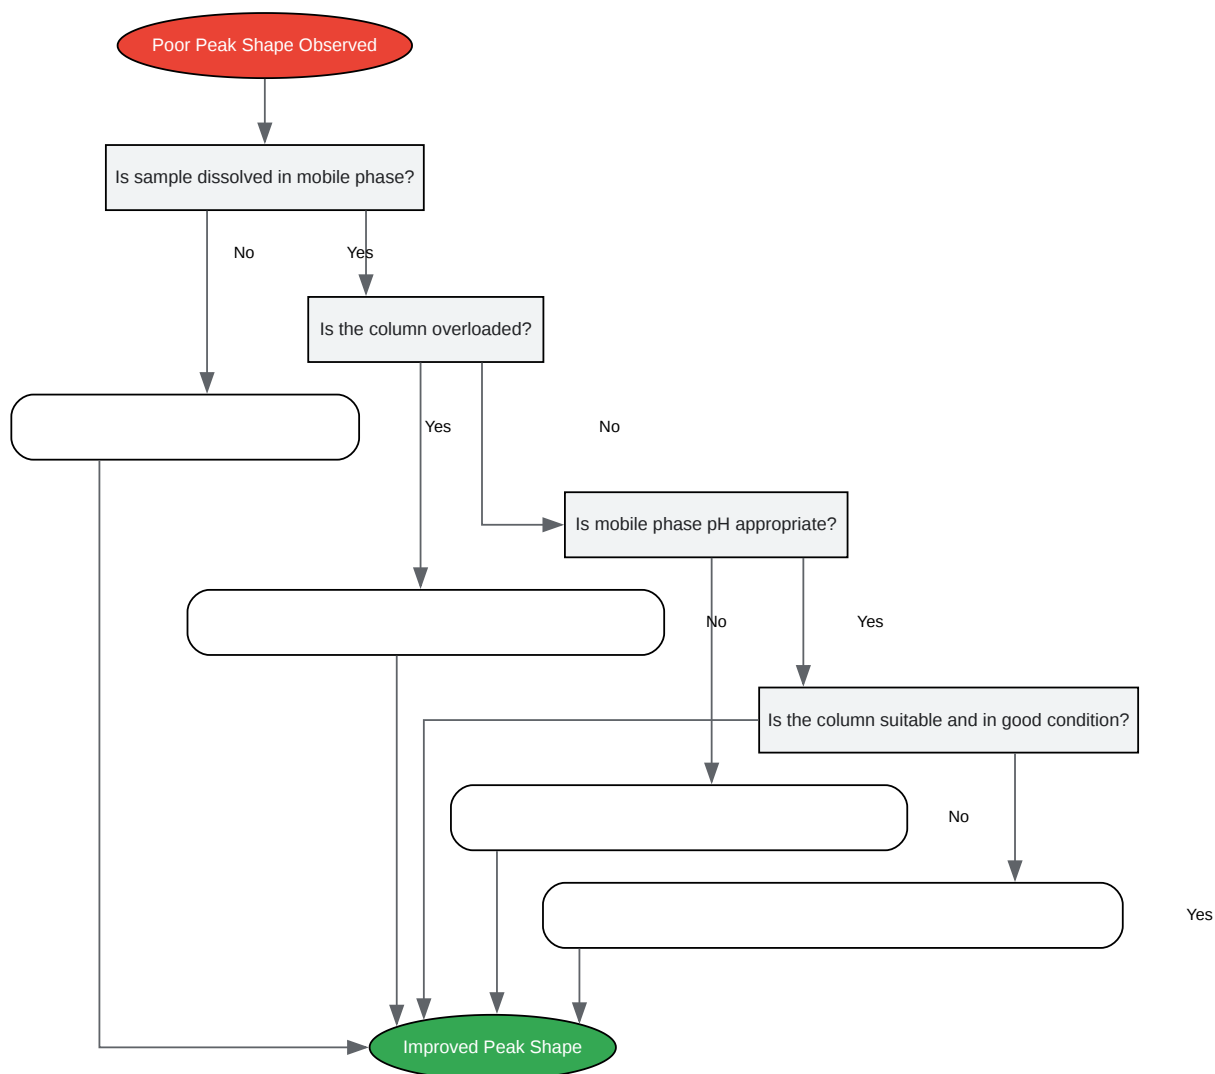 Poor Peak Shape Observed
Is sample dissolved in mobile phase?
No
Yes
Is the column overloaded?
Yes
No
Is mobile phase pH appropriate?
No
Yes
Is the column suitable and in good condition?
No
Yes
Improved Peak Shape